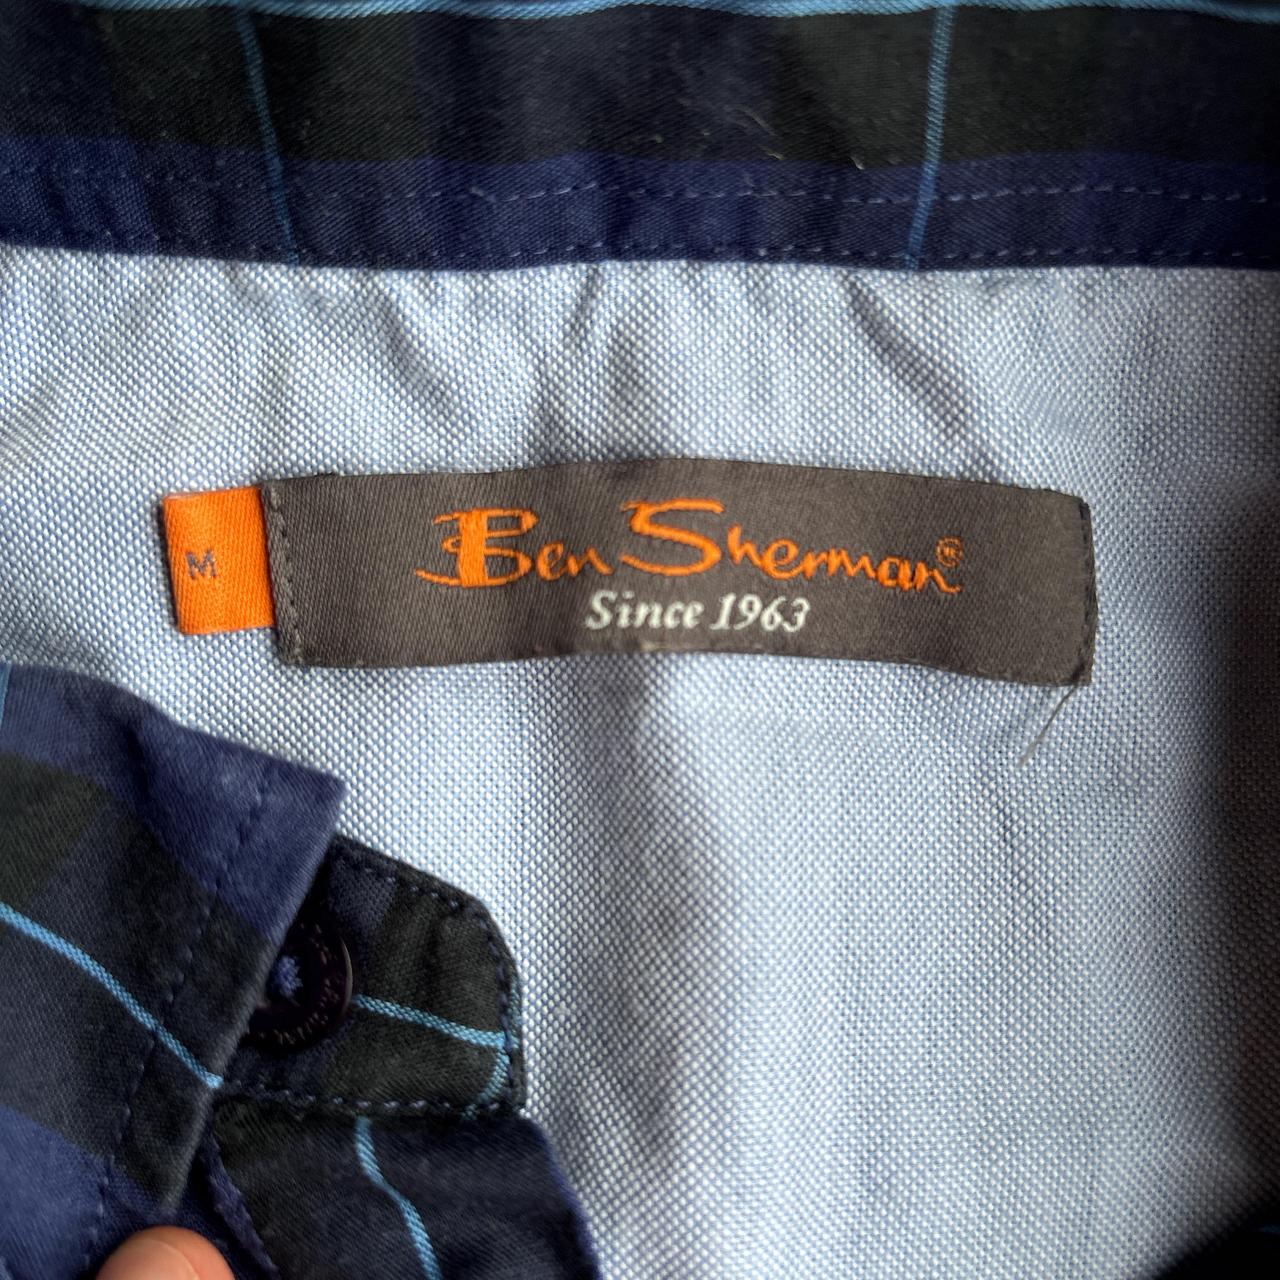 M
Ben Sherman®
Since 1963